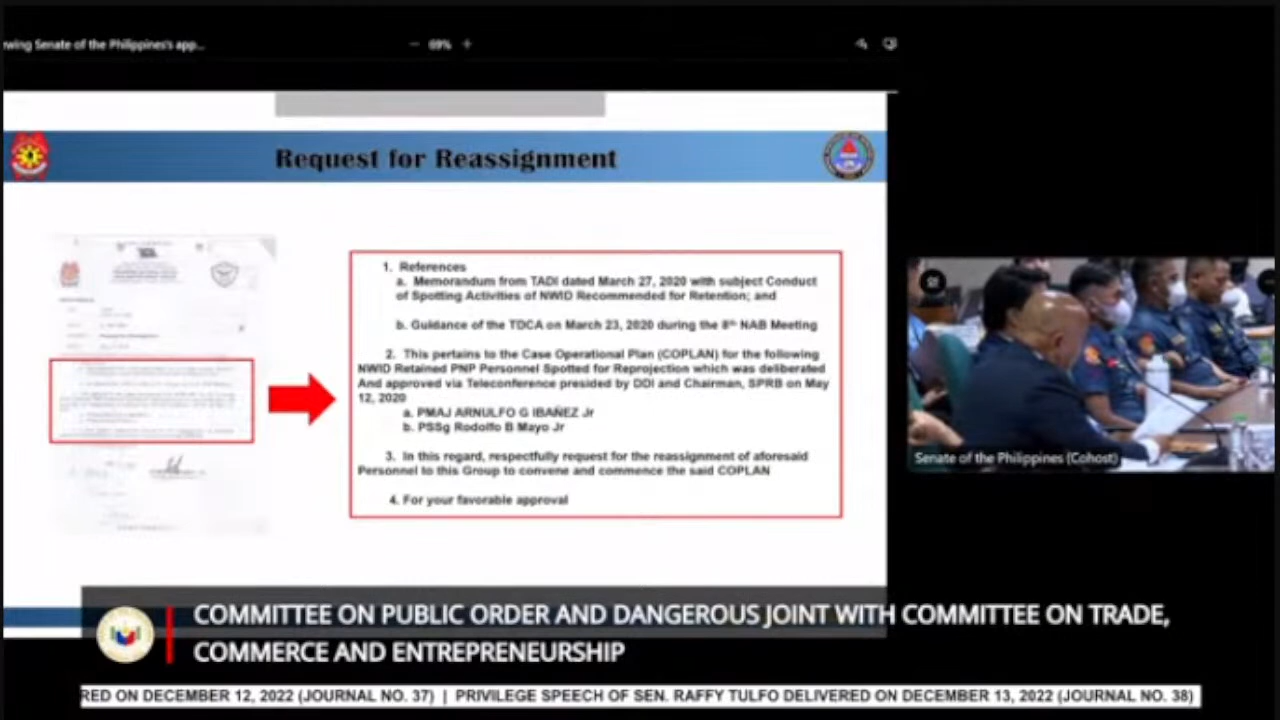 wing Senate of the Philippines's app...
69%
Request for Reassignment
1. References
a. Memorandum from TADI dated March 27, 2020 with subject Conduct
of Spotting Activities of NWID Recommended for Retention; and
b. Guidance of the TDCA on March 23, 2020 during the 8th NAB Meeting
2. This pertains to the Case Operational Plan (COPLAN) for the following
NWID Retained PNP Personnel Spotted for Reprojection which was deliberated
And approved via Teleconference presided by DDI and Chairman, SPRB on May
12, 2020
a. PMAJ ARNULFO G IBAÑEZ Jr
b. PSSg Rodolfo B Mayo Jr
3. In this regard, respectfully request for the reassignment of aforesaid
Personnel to this Group to convene and commence the said COPLAN
4. For your favorable approval
Senate of the Philippines (Cohost)
COMMITTEE ON PUBLIC ORDER AND DANGEROUS JOINT WITH COMMITTEE ON TRADE,
COMMERCE AND ENTREPRENEURSHIP
RED ON DECEMBER 12, 2022 (JOURNAL NO. 37) | PRIVILEGE SPEECH OF SEN. RAFFY TULFO DELIVERED ON DECEMBER 13, 2022 (JOURNAL NO. 38)